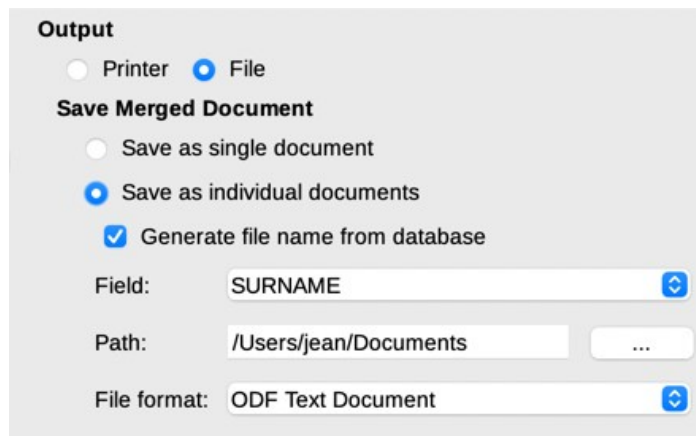 Output
Printer File
Save Merged Document
Save as single document
Save as individual documents
Generate file name from database
Field: SURNAME
Path: /Users/jean/Documents ...
File format: ODF Text Document